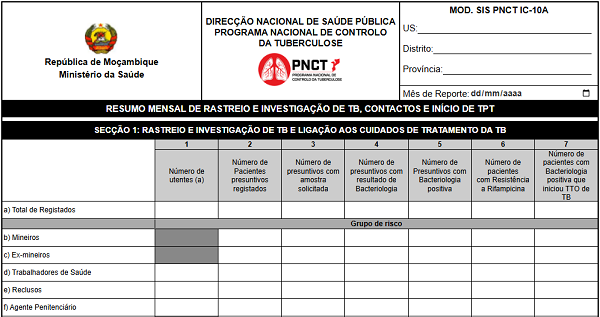 República de Moçambique
Ministério da Saúde
DIRECÇÃO NACIONAL DE SAÚDE PÚBLICA
PROGRAMA NACIONAL DE CONTROLO
DA TUBERCULOSE
PNCT
PROGRAMA NACIONAL DE
CONTROLO DA TUBERCULOSE
MOD. SIS PNCT IC-10A
US:
Distrito:
Província:
Mês de Reporte: dd/mm/aaaa
RESUMO MENSAL DE RASTREIO E INVESTIGAÇÃO DE TB, CONTACTOS E INÍCIO DE TPT
SECÇÃO 1: RASTREIO E INVESTIGAÇÃO DE TB E LIGAÇÃO AOS CUIDADOS DE TRATAMENTO DA TB
1 2 3 4 5 6 7
Número de
utentes (a)
Número de
Pacientes
presuntivos
registados
Número de
presuntivos com
amostra
solicitada
Número de
presuntivos com
resultado de
Bacteriologia
Número de
presuntivos Com
Bacteriologia
positiva
Número de
pacientes
com Resistência
a Rifampicina
Número de
pacientes com
Bacteriologia
positiva que
iniciou TTO de
TB
a) Total de Registados
Grupo de risco
b) Mineiros
c) Ex-mineiros
d) Trabalhadores de Saúde
e) Reclusos
f) Agente Penitenciário